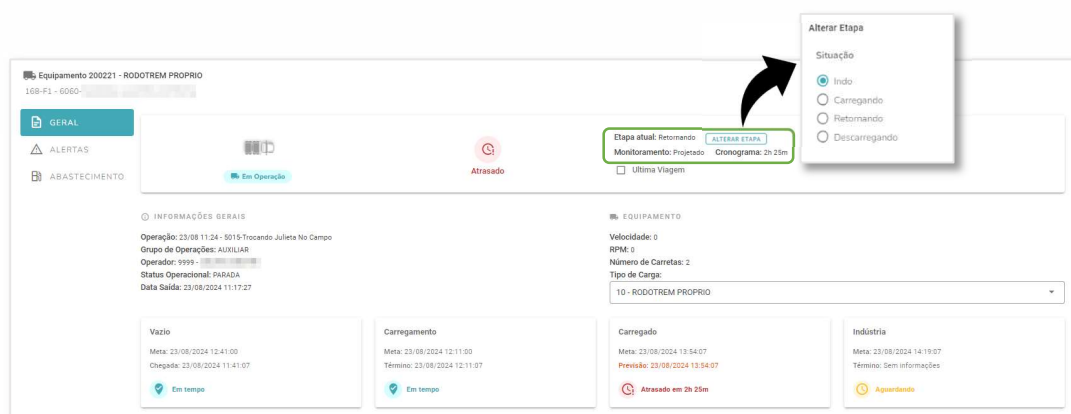 Alterar Etapa
Situação
Indo
Carregando
Retornando
Descarregando
Equipamento 200221 - RODOTREM PROPRIO
168-F1 - 6060-
GERAL
ALERTAS
ABASTECIMENTO
Em Operação
Atrasado
Etapa atual: Retornando ALTERAR ETAPA
Monitoramento: Projetado Cronograma: 2h 25m
Ultima Viagem
INFORMAÇÕES GERAIS
Operação: 23/08 11:24 - 5015-Trocando Julieta No Campo
Grupo de Operações: AUXILIAR
Operador: 9999 -
Status Operacional: PARADA
Data Saída: 23/08/2024 11:17:27
EQUIPAMENTO
Velocidade: 0
RPM: 0
Número de Carretas: 2
Tipo de Carga:
10 - RODOTREM PROPRIO
Vazio
Meta: 23/08/2024 12:41:00
Chegada: 23/08/2024 11:41:07
Em tempo
Carregamento
Meta: 23/08/2024 12:11:00
Término: 23/08/2024 12:11:07
Em tempo
Carregado
Meta: 23/08/2024 13:54:07
Previsão: 23/08/2024 13:54:07
Atrasado em 2h 25m
Indústria
Meta: 23/08/2024 14:19:07
Término: Sem informações
Aguardando